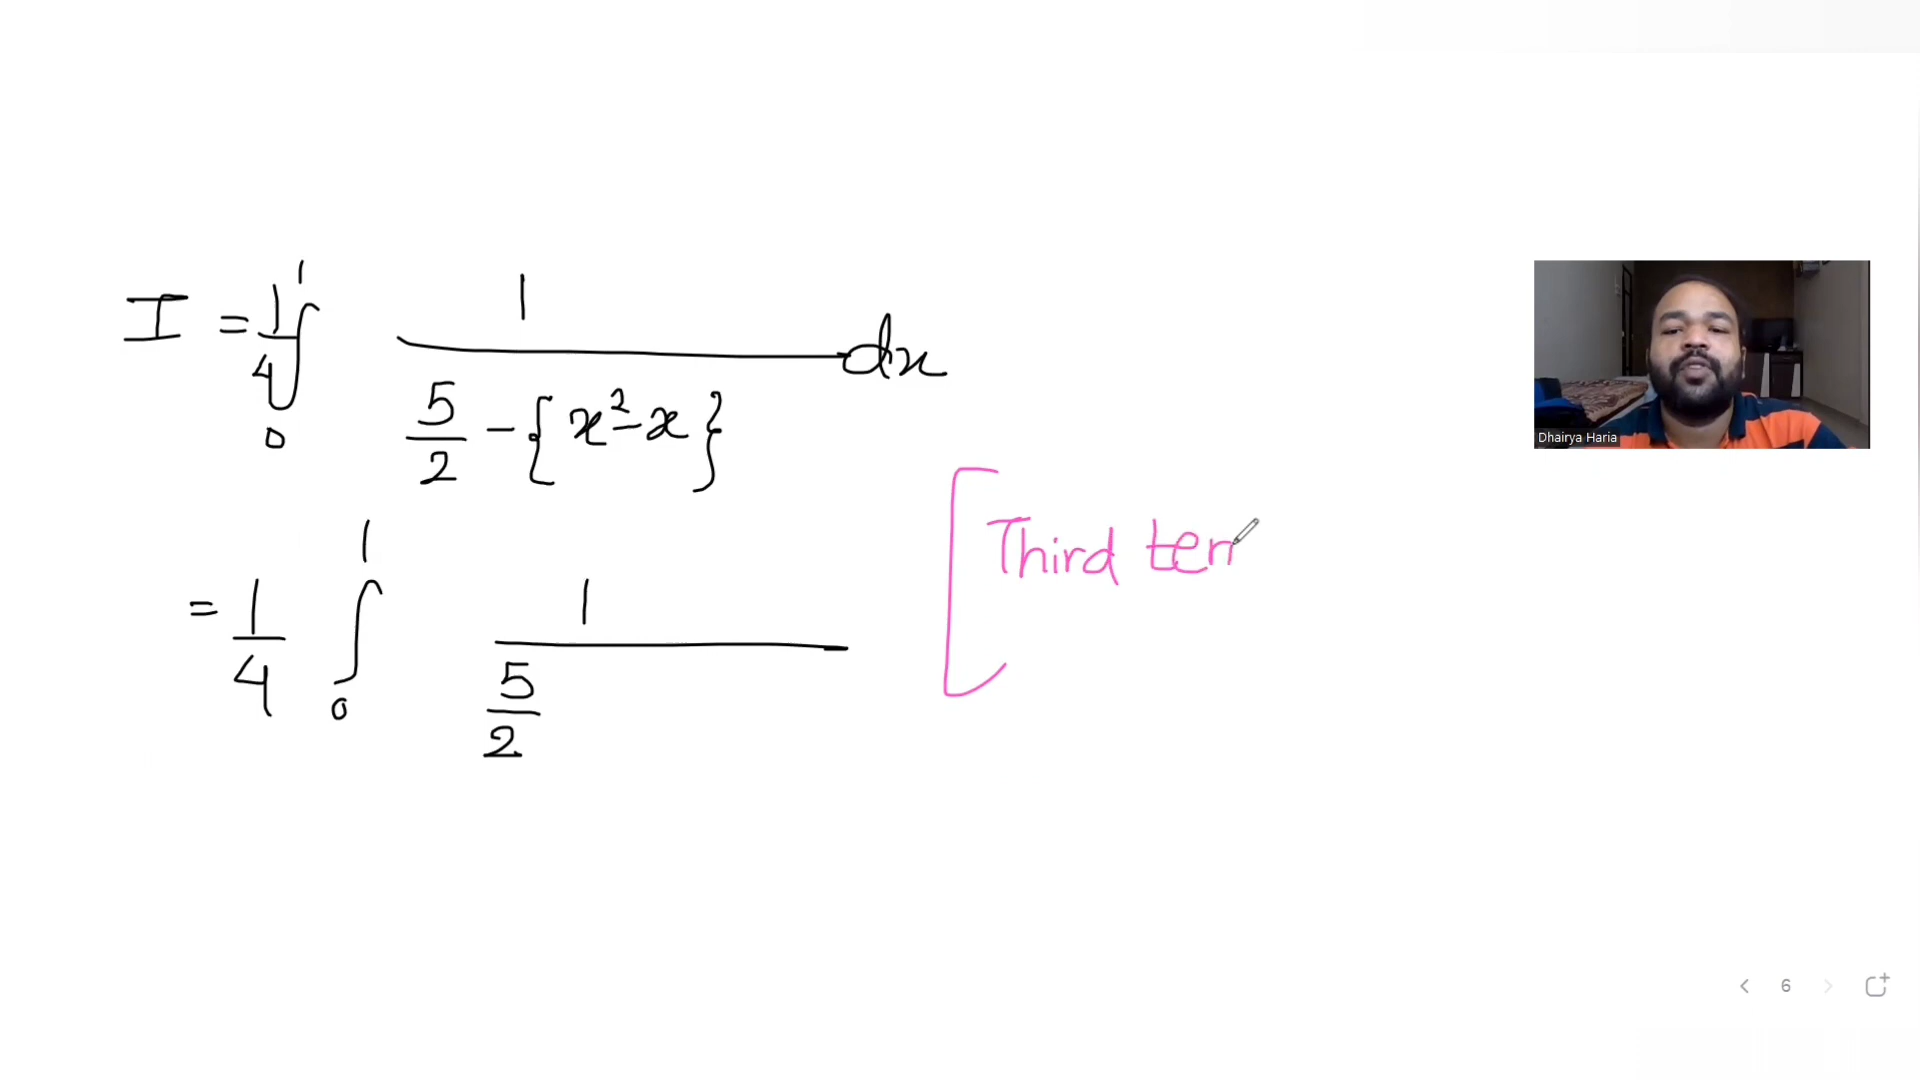 I = 1/4 ∫₀¹ 1/(5/2 - {x² - x}) dx
= 1/4 ∫₀¹ 1/(5/2
[Third ter
Dhairya Haria
6